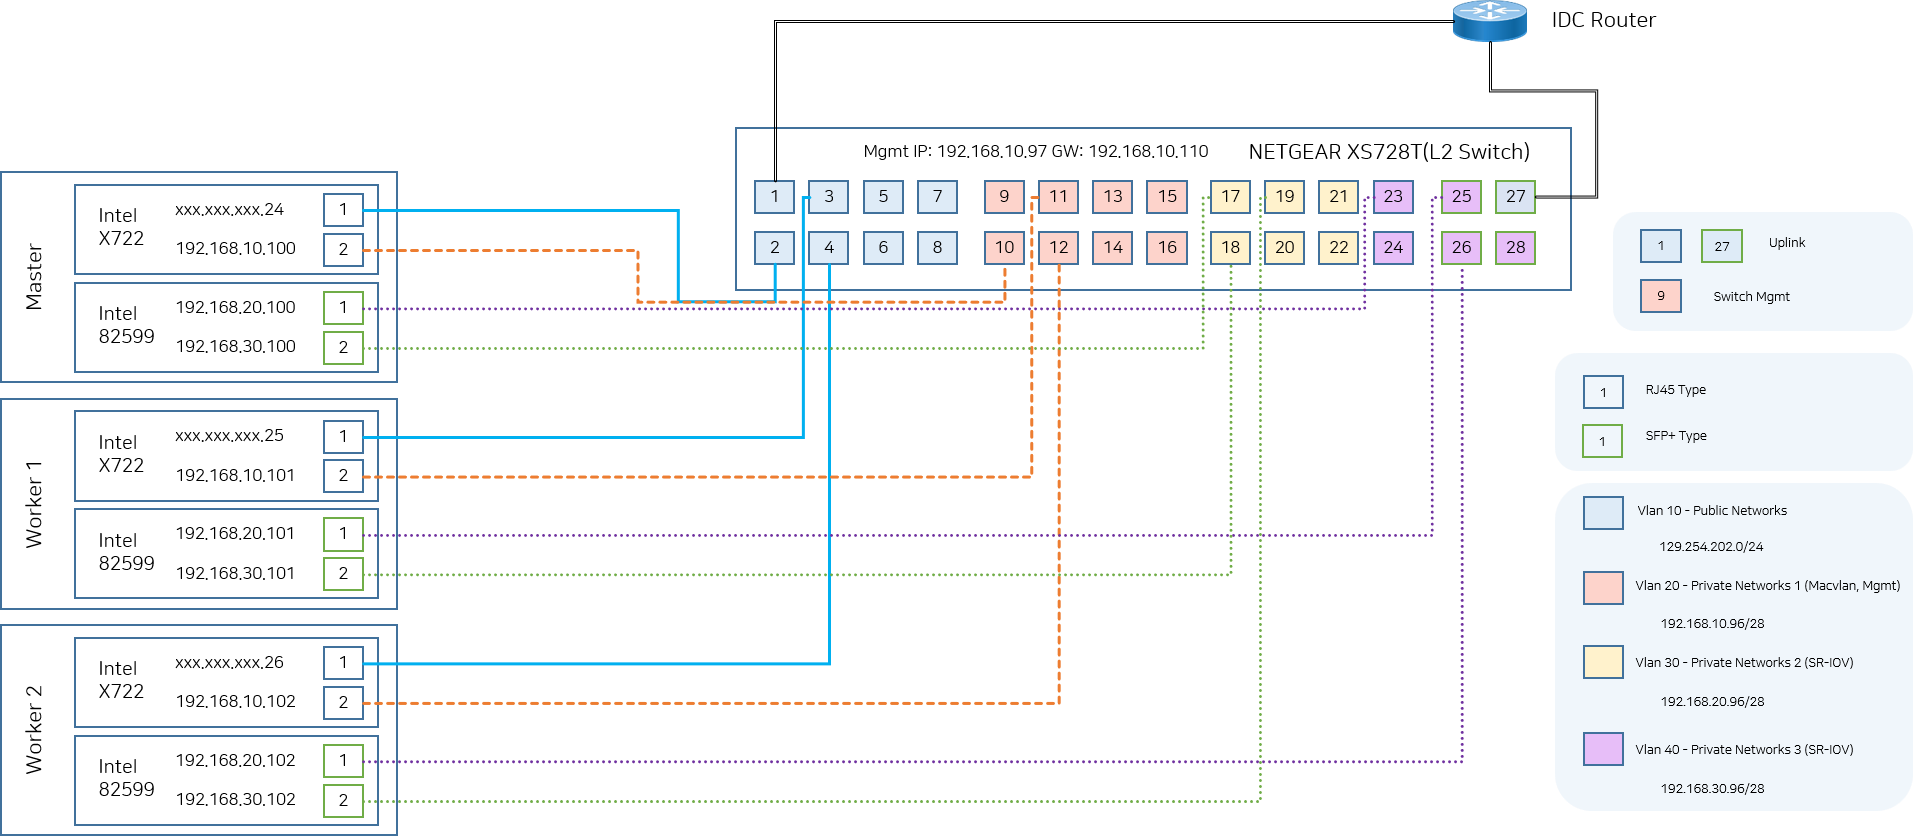 IDC Router
Mgmt IP: 192.168.10.97 GW: 192.168.10.110
NETGEAR XS728T(L2 Switch)
1 3 5 7 9 11 13 15 17 19 21 23 25 27
2 4 6 8 10 12 14 16 18 20 22 24 26 28
Master
Intel
X722
xxx.xxx.xxx.24 1
192.168.10.100 2
Intel
82599
192.168.20.100 1
192.168.30.100 2
Worker 1
Intel
X722
xxx.xxx.xxx.25 1
192.168.10.101 2
Intel
82599
192.168.20.101 1
192.168.30.101 2
Worker 2
Intel
X722
xxx.xxx.xxx.26 1
192.168.10.102 2
Intel
82599
192.168.20.102 1
192.168.30.102 2
1 27 Uplink
9 Switch Mgmt
1 RJ45 Type
1 SFP+ Type
Vlan 10 - Public Networks
129.254.202.0/24
Vlan 20 - Private Networks 1 (Macvlan, Mgmt)
192.168.10.96/28
Vlan 30 - Private Networks 2 (SR-IOV)
192.168.20.96/28
Vlan 40 - Private Networks 3 (SR-IOV)
192.168.30.96/28